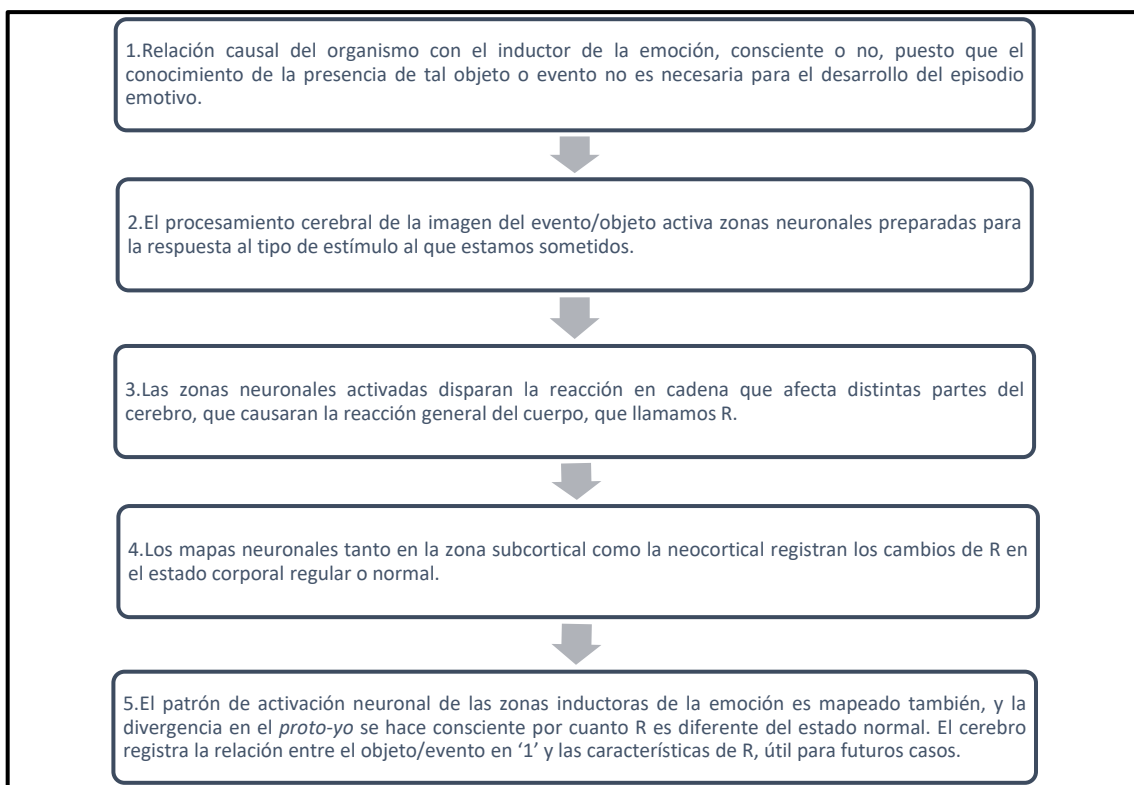 1.Relación causal del organismo con el inductor de la emoción, consciente o no, puesto que el
conocimiento de la presencia de tal objeto o evento no es necesaria para el desarrollo del episodio
emotivo.
2.El procesamiento cerebral de la imagen del evento/objeto activa zonas neuronales preparadas para
la respuesta al tipo de estímulo al que estamos sometidos.
3.Las zonas neuronales activadas disparan la reacción en cadena que afecta distintas partes del
cerebro, que causaran la reacción general del cuerpo, que llamamos R.
4.Los mapas neuronales tanto en la zona subcortical como la neocortical registran los cambios de R en
el estado corporal regular o normal.
5.El patrón de activación neuronal de las zonas inductoras de la emoción es mapeado también, y la
divergencia en el proto-yo se hace consciente por cuanto R es diferente del estado normal. El cerebro
registra la relación entre el objeto/evento en ‘1’ y las características de R, útil para futuros casos.